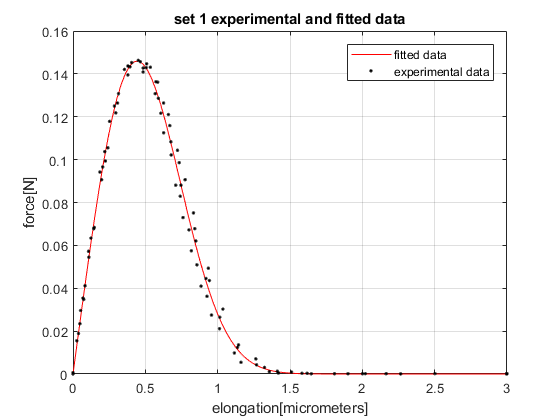 set 1 experimental and fitted data
0.16
0.14
0.12
0.1
0.08
0.06
0.04
0.02
0
force[N]
fitted data
experimental data
0 0.5 1 1.5 2 2.5 3
elongation[micrometers]